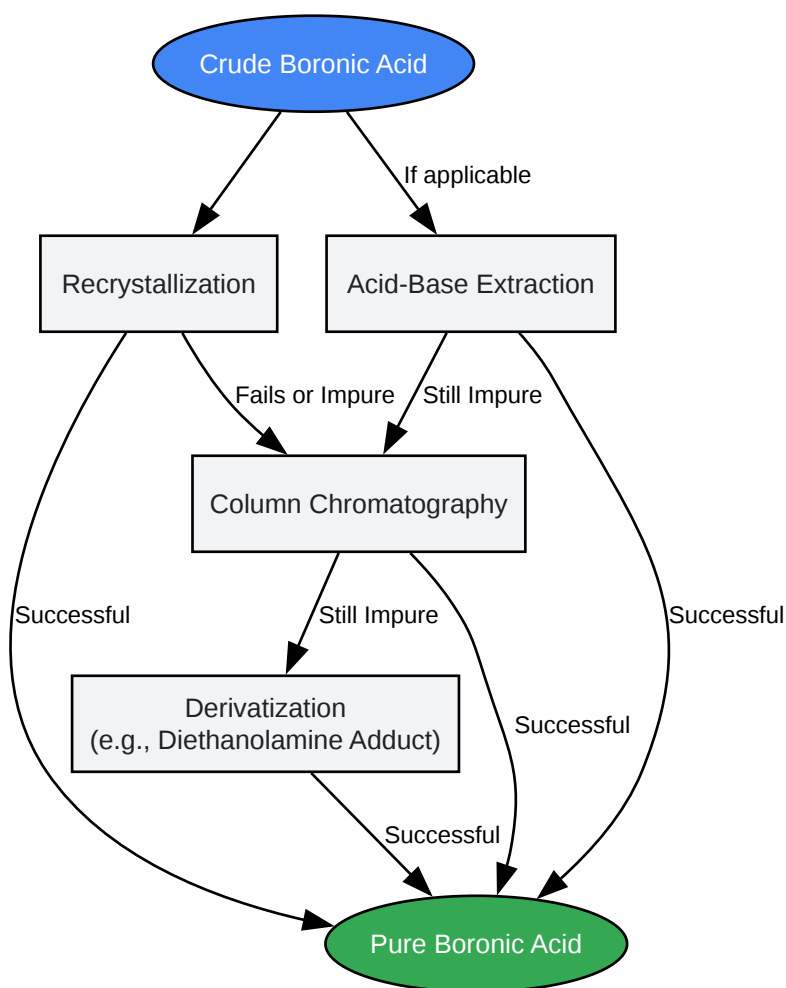 Crude Boronic Acid
If applicable
Recrystallization
Acid-Base Extraction
Fails or Impure
Still Impure
Column Chromatography
Successful
Still Impure
Successful
Derivatization
(e.g., Diethanolamine Adduct)
Successful
Successful
Pure Boronic Acid